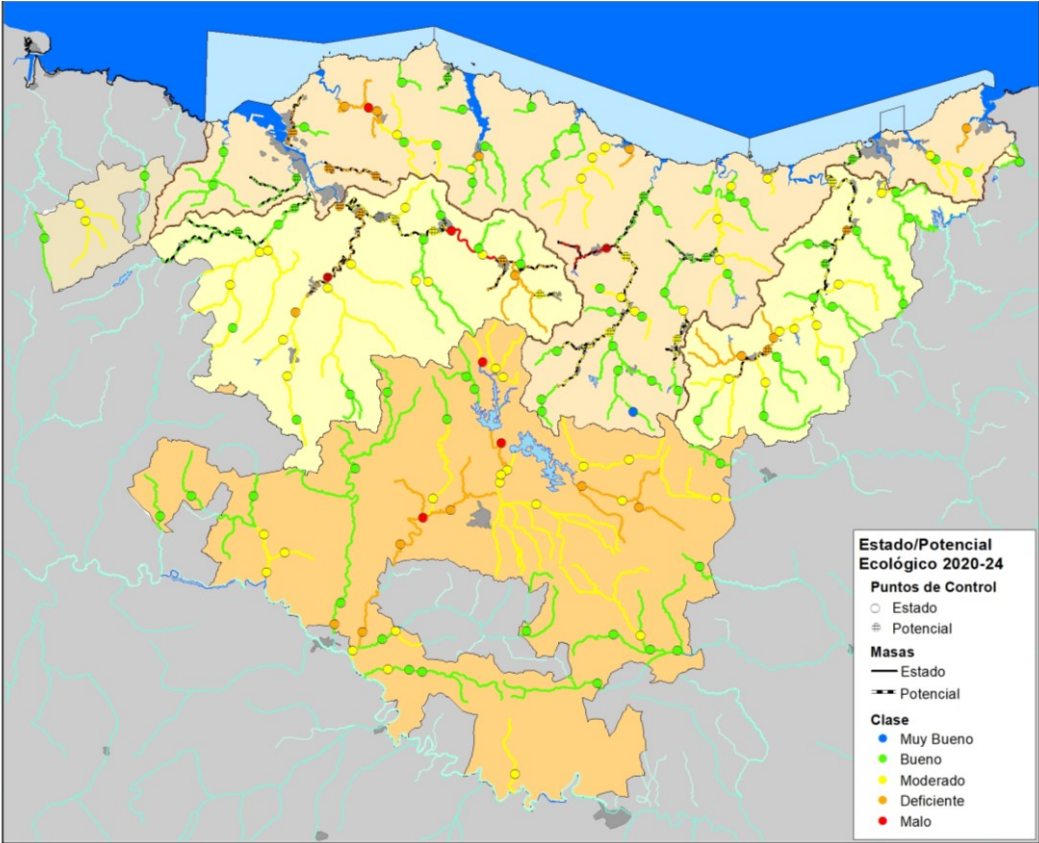 Estado/Potencial
Ecológico 2020-24
Puntos de Control
Estado
Potencial
Masas
Estado
Potencial
Clase
Muy Bueno
Bueno
Moderado
Deficiente
Malo